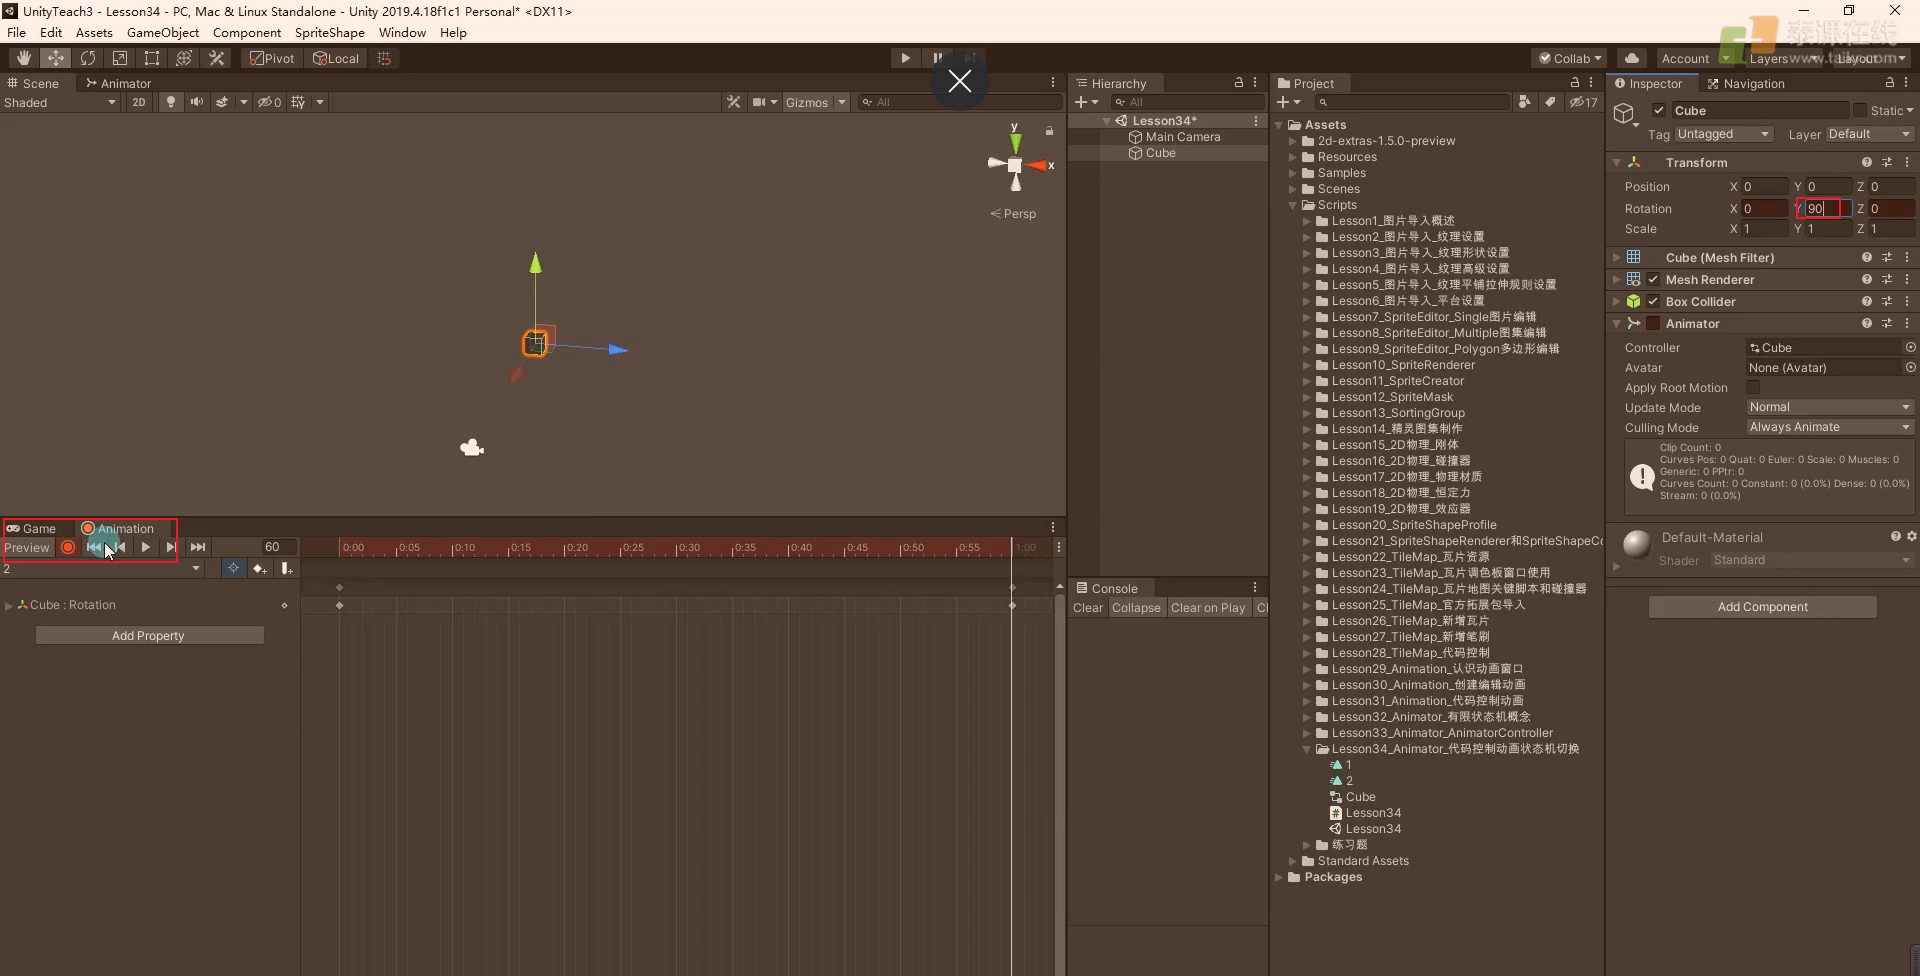 UnityTeach3 - Lesson34 - PC, Mac & Linux Standalone - Unity 2019.4.18f1c1 Personal* <DX11>
File Edit Assets GameObject Component SpriteShape Window Help
Pivot Local Collab Account Layers Layout
泰课在线
www.taikr.com
Scene Animator
Shaded 2D 0 Gizmos All
y
x
Persp
Game Animation
Preview 60
0:00 0:05 0:10 0:15 0:20 0:25 0:30 0:35 0:40 0:45 0:50 0:55 1:00
2
Cube : Rotation
Add Property
Hierarchy
All
Lesson34*
Main Camera
Cube
Console
Clear Collapse Clear on Play Cl
Project
17
Assets
2d-extras-1.5.0-preview
Resources
Samples
Scenes
Scripts
Lesson1_图片导入概述
Lesson2_图片导入_纹理设置
Lesson3_图片导入_纹理形状设置
Lesson4_图片导入_纹理高级设置
Lesson5_图片导入_纹理平铺拉伸规则设置
Lesson6_图片导入_平台设置
Lesson7_SpriteEditor_Single图片编辑
Lesson8_SpriteEditor_Multiple图集编辑
Lesson9_SpriteEditor_Polygon多边形编辑
Lesson10_SpriteRenderer
Lesson11_SpriteCreator
Lesson12_SpriteMask
Lesson13_SortingGroup
Lesson14_精灵图集制作
Lesson15_2D物理_刚体
Lesson16_2D物理_碰撞器
Lesson17_2D物理_物理材质
Lesson18_2D物理_恒定力
Lesson19_2D物理_效应器
Lesson20_SpriteShapeProfile
Lesson21_SpriteShapeRenderer和SpriteShapeCo
Lesson22_TileMap_瓦片资源
Lesson23_TileMap_瓦片调色板窗口使用
Lesson24_TileMap_瓦片地图关键脚本和碰撞器
Lesson25_TileMap_官方拓展包导入
Lesson26_TileMap_新增瓦片
Lesson27_TileMap_新增笔刷
Lesson28_TileMap_代码控制
Lesson29_Animation_认识动画窗口
Lesson30_Animation_创建编辑动画
Lesson31_Animation_代码控制动画
Lesson32_Animator_有限状态机概念
Lesson33_Animator_AnimatorController
Lesson34_Animator_代码控制动画状态机切换
1
2
Cube
Lesson34
Lesson34
练习题
Standard Assets
Packages
Inspector Navigation
Cube Static
Tag Untagged Layer Default
Transform
Position X 0 Y 0 Z 0
Rotation X 0 Y 90 Z 0
Scale X 1 Y 1 Z 1
Cube (Mesh Filter)
Mesh Renderer
Box Collider
Animator
Controller Cube
Avatar None (Avatar)
Apply Root Motion
Update Mode Normal
Culling Mode Always Animate
Clip Count: 0
Curves Pos: 0 Quat: 0 Euler: 0 Scale: 0 Muscles: 0
Generic: 0 PPtr: 0
Curves Count: 0 Constant: 0 (0.0%) Dense: 0 (0.0%)
Stream: 0 (0.0%)
Default-Material
Shader Standard
Add Component